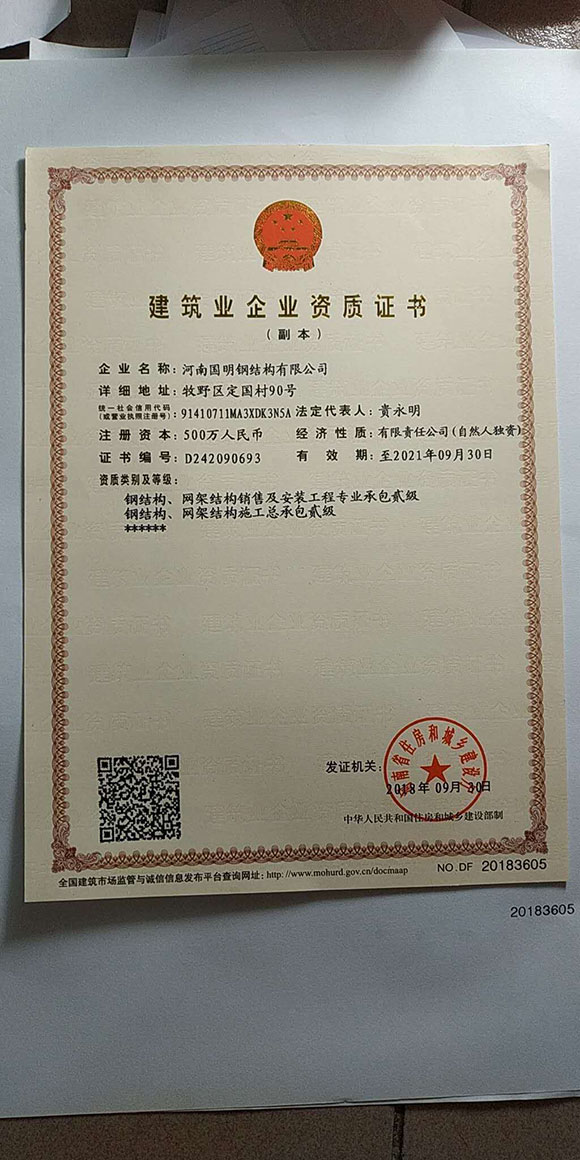 建筑业企业资质证书
（副本）
企业名称：河南国明钢结构有限公司
详细地址：牧野区定国村90号
统一社会信用代码
（或营业执照注册号）：91410711MA3XDK3N5A 法定代表人：贵永明
注册资本：500万人民币 经济性质：有限责任公司（自然人独资）
证书编号：D242090693 有效期：至2021年09月30日
资质类别及等级：
钢结构、网架结构销售及安装工程专业承包贰级
钢结构、网架结构施工总承包贰级
******
发证机关：
河南省住房和城乡建设厅
2018年09月30日
中华人民共和国住房和城乡建设部制
全国建筑市场监管与诚信信息发布平台查询网址：http://www.mohurd.gov.cn/docmaap
NO.DF 20183605
20183605